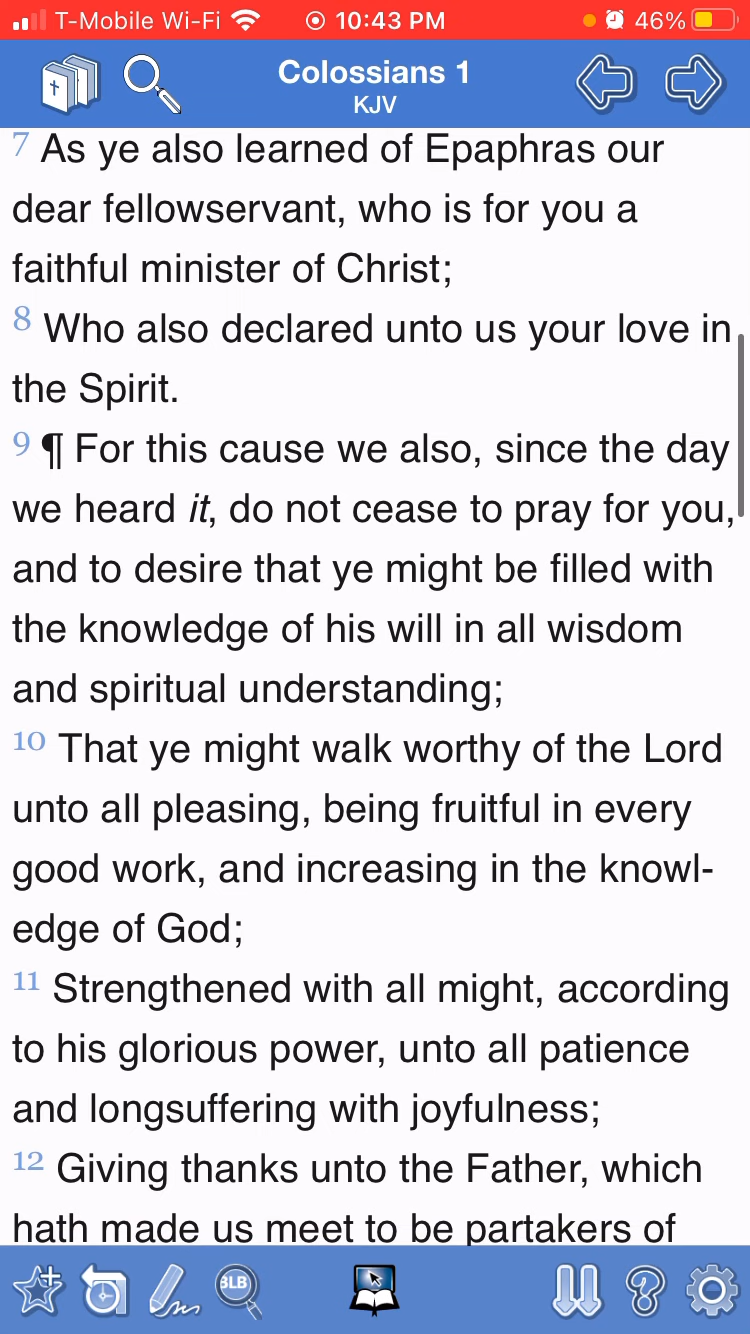 T-Mobile Wi-Fi 10:43 PM 46%
Colossians 1
KJV
7 As ye also learned of Epaphras our
dear fellowservant, who is for you a
faithful minister of Christ;
8 Who also declared unto us your love in
the Spirit.
9 ¶ For this cause we also, since the day
we heard it, do not cease to pray for you,
and to desire that ye might be filled with
the knowledge of his will in all wisdom
and spiritual understanding;
10 That ye might walk worthy of the Lord
unto all pleasing, being fruitful in every
good work, and increasing in the knowl-
edge of God;
11 Strengthened with all might, according
to his glorious power, unto all patience
and longsuffering with joyfulness;
12 Giving thanks unto the Father, which
hath made us meet to be partakers of
BLB